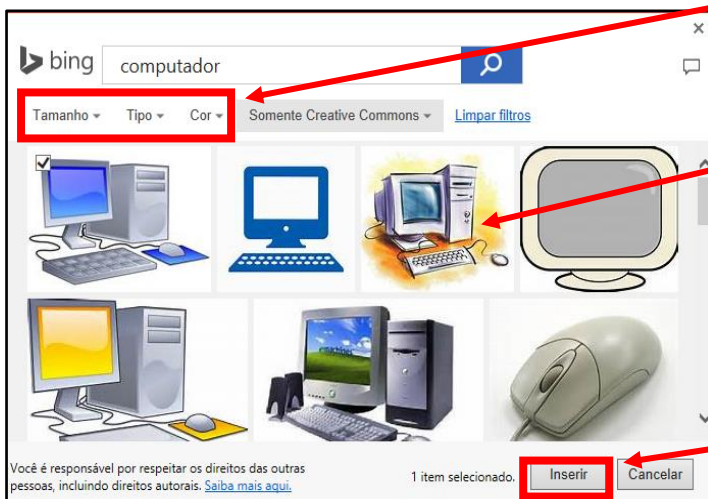 bing
computador
Tamanho Tipo Cor Somente Creative Commons Limpar filtros
Você é responsável por respeitar os direitos das outras
pessoas, incluindo direitos autorais. Saiba mais aqui.
1 item selecionado. Inserir Cancelar